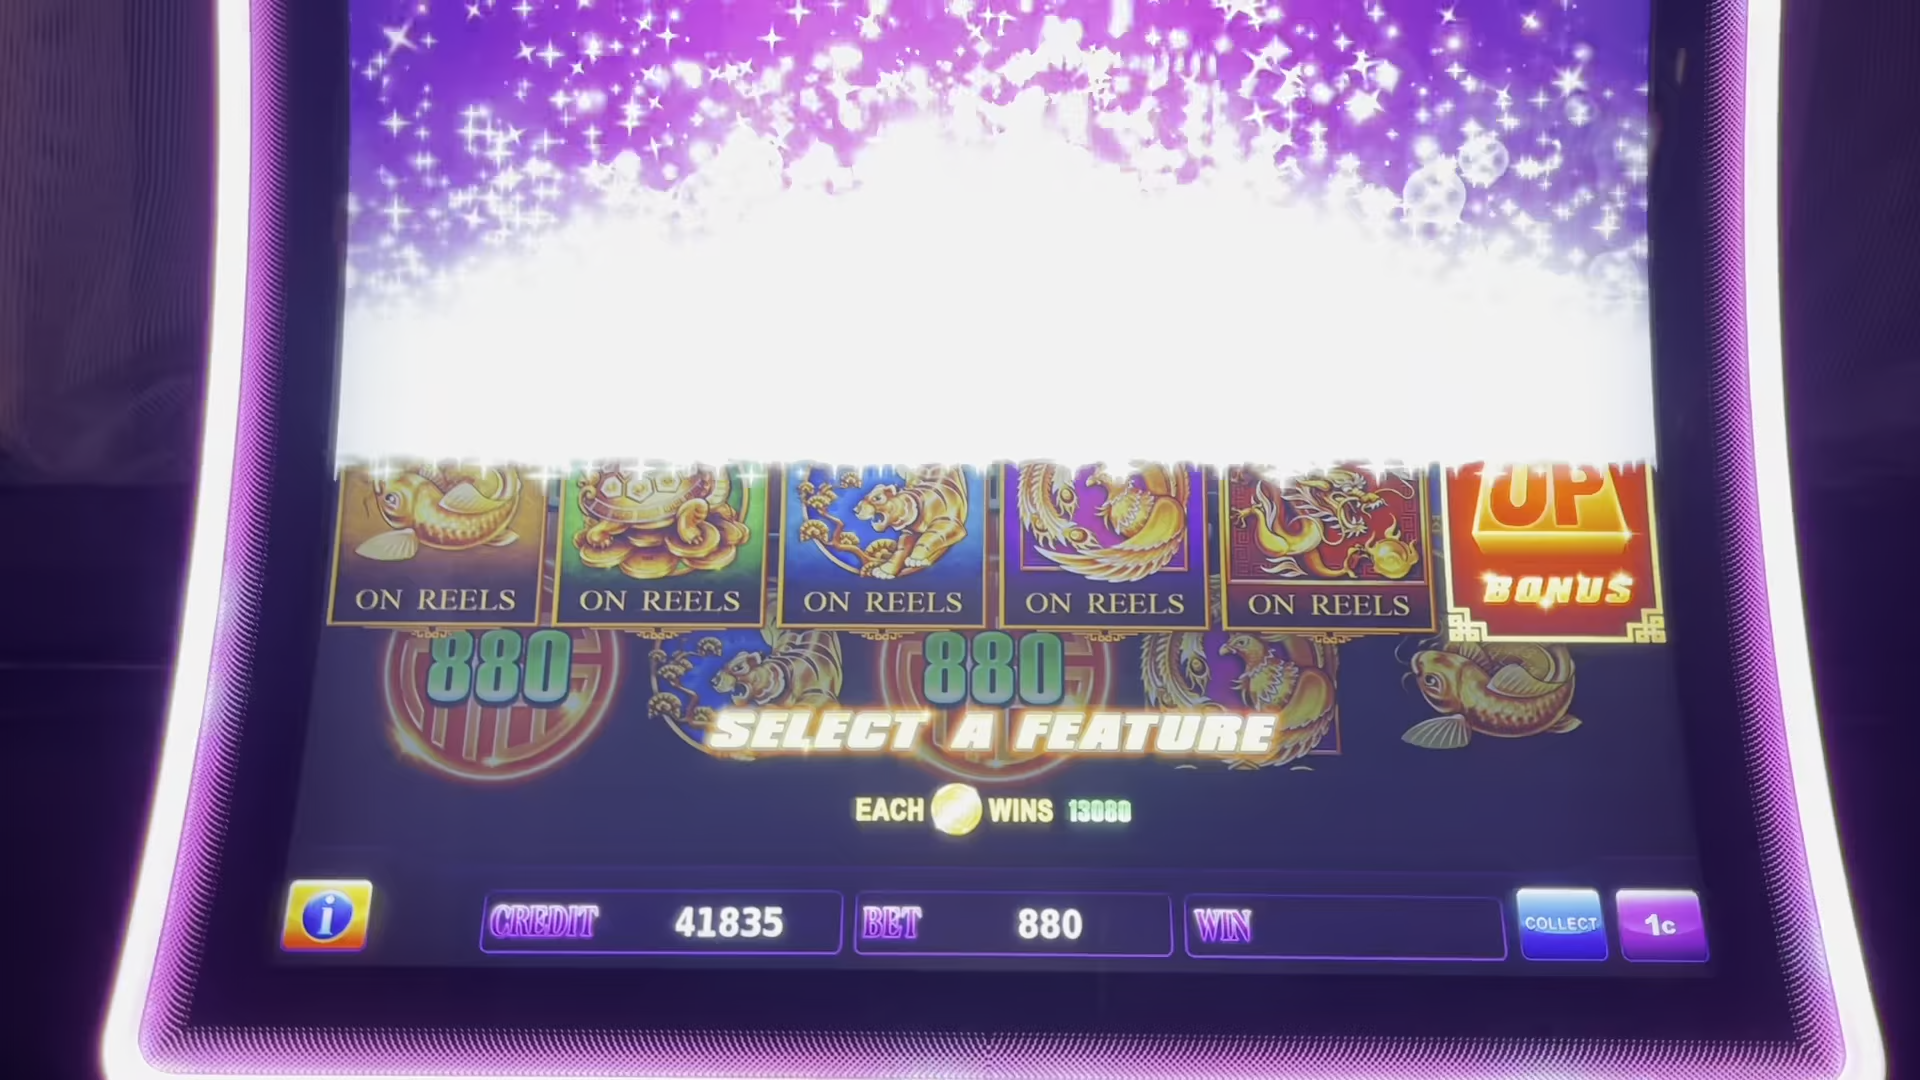 UP
BONUS
ON REELS
ON REELS
ON REELS
ON REELS
ON REELS
880
880
SELECT A FEATURE
EACH WINS 13080
i
CREDIT 41835
BET 880
WIN
COLLECT
1c